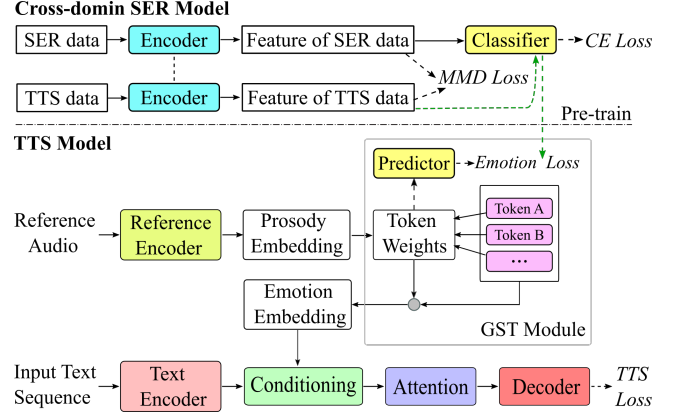 Cross-domin SER Model
SER data
Encoder
Feature of SER data
Classifier
CE Loss
MMD Loss
TTS data
Encoder
Feature of TTS data
Pre-train
TTS Model
Predictor
Emotion Loss
Reference
Audio
Reference
Encoder
Prosody
Embedding
Token
Weights
Token A
Token B
...
Emotion
Embedding
GST Module
Input Text
Sequence
Text
Encoder
Conditioning
Attention
Decoder
TTS
Loss